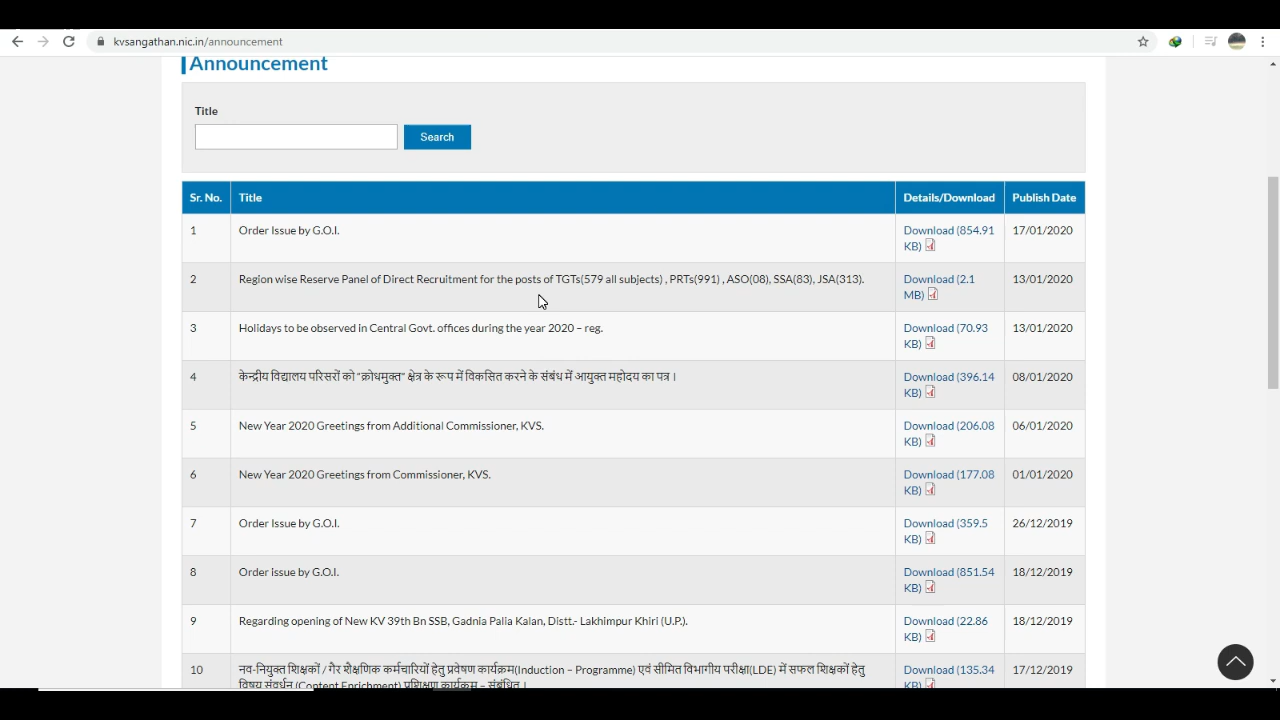 kvsangathan.nic.in/announcement
Announcement
Title
Search
Sr. No. Title Details/Download Publish Date
1 Order Issue by G.O.I. Download (854.91 KB) 17/01/2020
2 Region wise Reserve Panel of Direct Recruitment for the posts of TGTs(579 all subjects) , PRTs(991) , ASO(08), SSA(83), JSA(313). Download (2.1 MB) 13/01/2020
3 Holidays to be observed in Central Govt. offices during the year 2020 – reg. Download (70.93 KB) 13/01/2020
4 केन्द्रीय विद्यालय परिसरों को "क्रोधमुक्त" क्षेत्र के रूप में विकसित करने के संबंध में आयुक्त महोदय का पत्र । Download (396.14 KB) 08/01/2020
5 New Year 2020 Greetings from Additional Commissioner, KVS. Download (206.08 KB) 06/01/2020
6 New Year 2020 Greetings from Commissioner, KVS. Download (177.08 KB) 01/01/2020
7 Order Issue by G.O.I. Download (359.5 KB) 26/12/2019
8 Order issue by G.O.I. Download (851.54 KB) 18/12/2019
9 Regarding opening of New KV 39th Bn SSB, Gadnia Palia Kalan, Distt.- Lakhimpur Khiri (U.P.). Download (22.86 KB) 18/12/2019
10 नव-नियुक्त शिक्षकों / गैर शैक्षणिक कर्मचारियों हेतु प्रवेषण कार्यक्रम(Induction – Programme) एवं सीमित विभागीय परीक्षा(LDE) में सफल शिक्षकों हेतु Download (135.34 17/12/2019
विषय संवर्धन (Content Enrichment) प्रशिक्षण कार्यक्रम – संबंधित । KB)